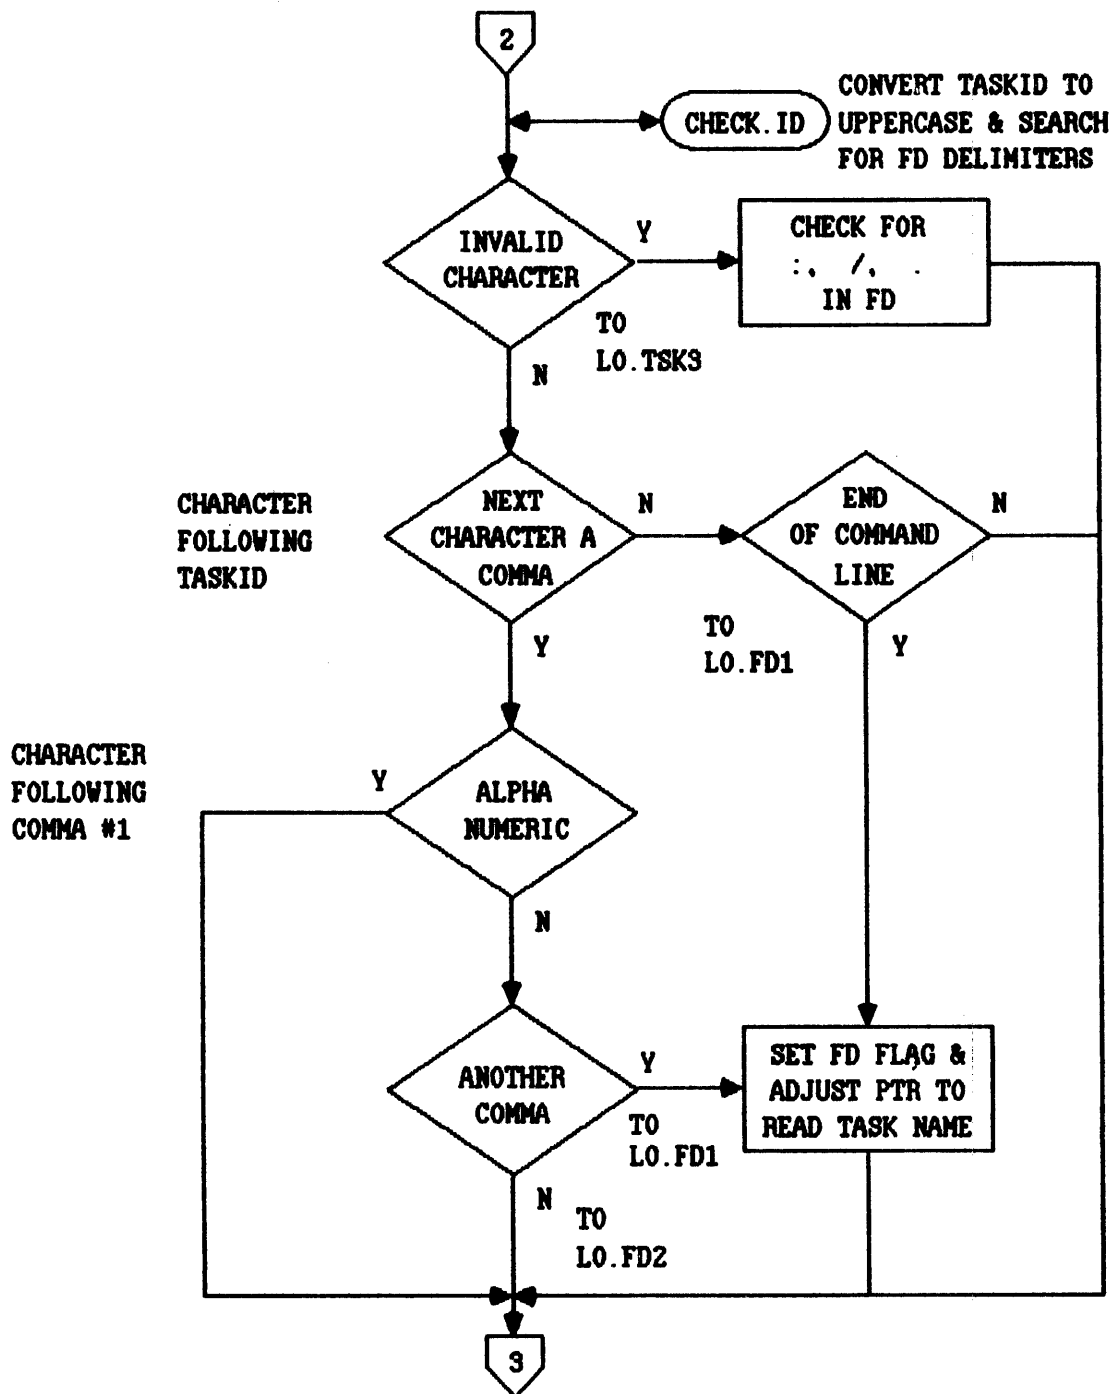 2
CHECK.ID
CONVERT TASKID TO
UPPERCASE & SEARCH
FOR FD DELIMITERS
INVALID
CHARACTER
Y
CHECK FOR
:, /, .
IN FD
TO
LO.TSK3
N
CHARACTER
FOLLOWING
TASKID
NEXT
CHARACTER A
COMMA
N
END
OF COMMAND
LINE
N
TO
LO.FD1
Y
Y
CHARACTER
FOLLOWING
COMMA #1
Y
ALPHA
NUMERIC
N
ANOTHER
COMMA
Y
TO
LO.FD1
SET FD FLAG &
ADJUST PTR TO
READ TASK NAME
N
TO
LO.FD2
3